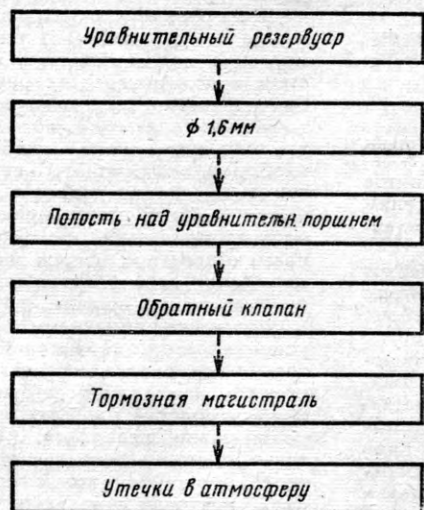 Уравнительный резервуар
ϕ 1,6 мм
Полость над уравнительн. поршнем
Обратный клапан
Тормозная магистраль
Утечки в атмосферу